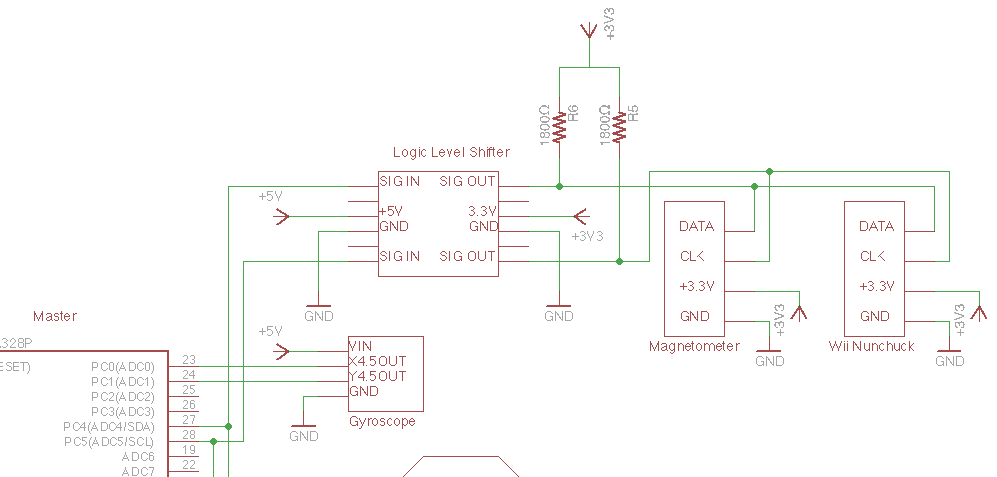 +3V3
1800Ω
R6
1800Ω
R5
Logic Level Shifter
SIG IN SIG OUT
+5V
+5V 3.3V
GND GND
+3V3
SIG IN SIG OUT
GND
GND
DATA
CLK
+3.3V
GND
+3V3
Magnetometer
GND
DATA
CLK
+3.3V
GND
+3V3
Wii Nunchuck
GND
Master
328P
ESET)
PC0(ADC0) 23
PC1(ADC1) 24
PC2(ADC2) 25
PC3(ADC3) 26
PC4(ADC4/SDA) 27
PC5(ADC5/SCL) 28
ADC6 19
ADC7 22
+5V
VIN
X4.5OUT
Y4.5OUT
GND
Gyroscope
GND